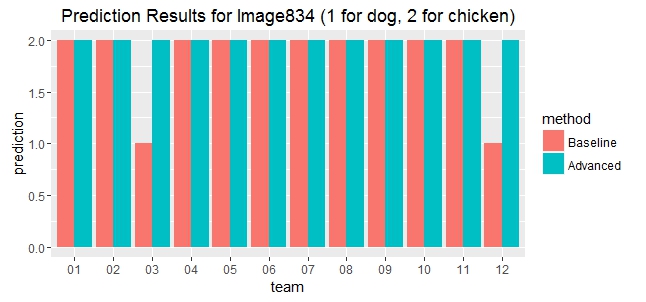 Prediction Results for Image834 (1 for dog, 2 for chicken)
2.0
1.5
1.0
0.5
0.0
prediction
01 02 03 04 05 06 07 08 09 10 11 12
team
method
Baseline
Advanced